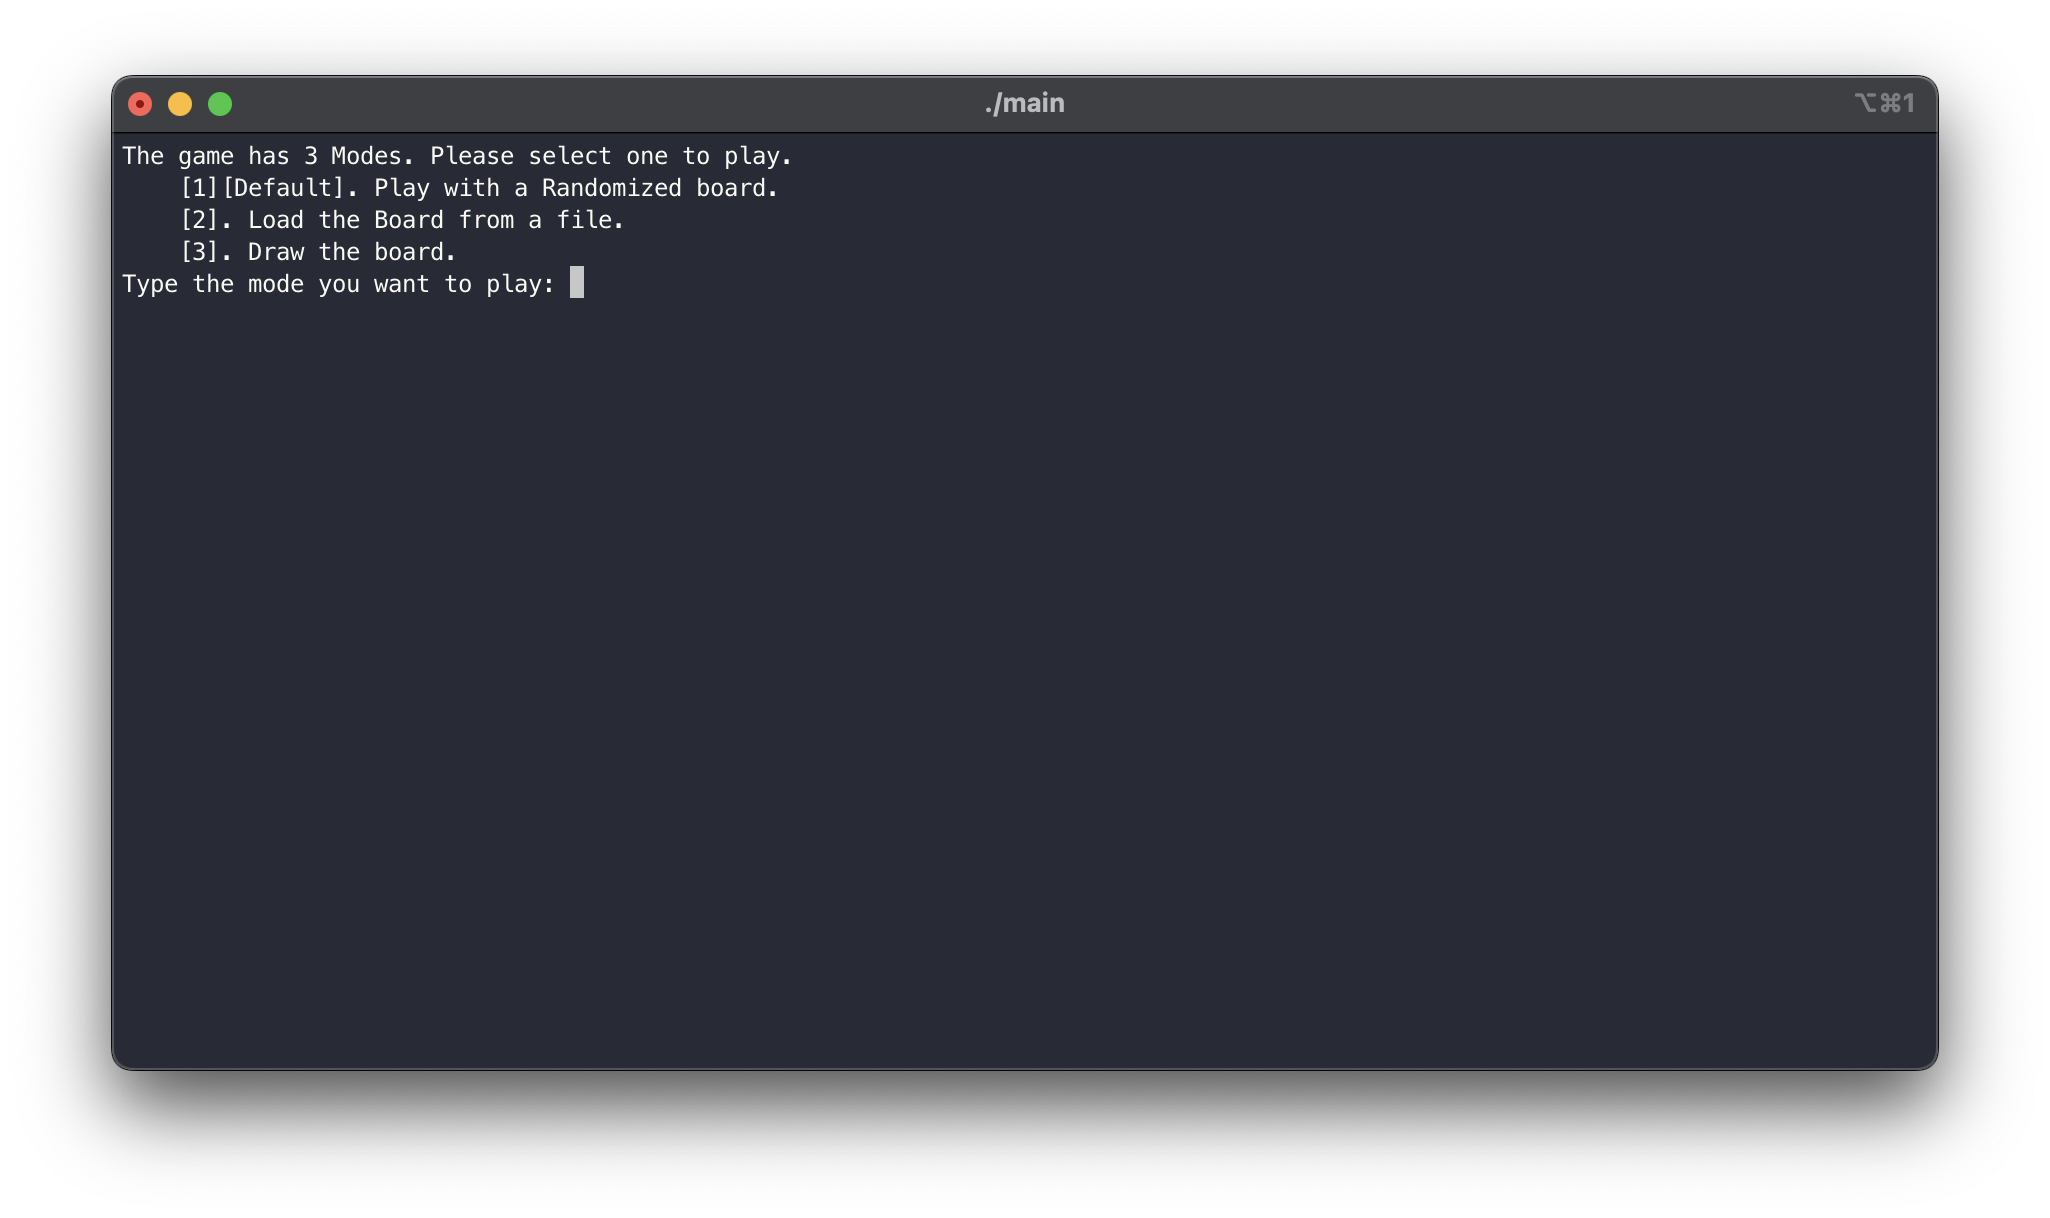 ./main
⌥⌘1
The game has 3 Modes. Please select one to play.
    [1][Default]. Play with a Randomized board.
    [2]. Load the Board from a file.
    [3]. Draw the board.
Type the mode you want to play: